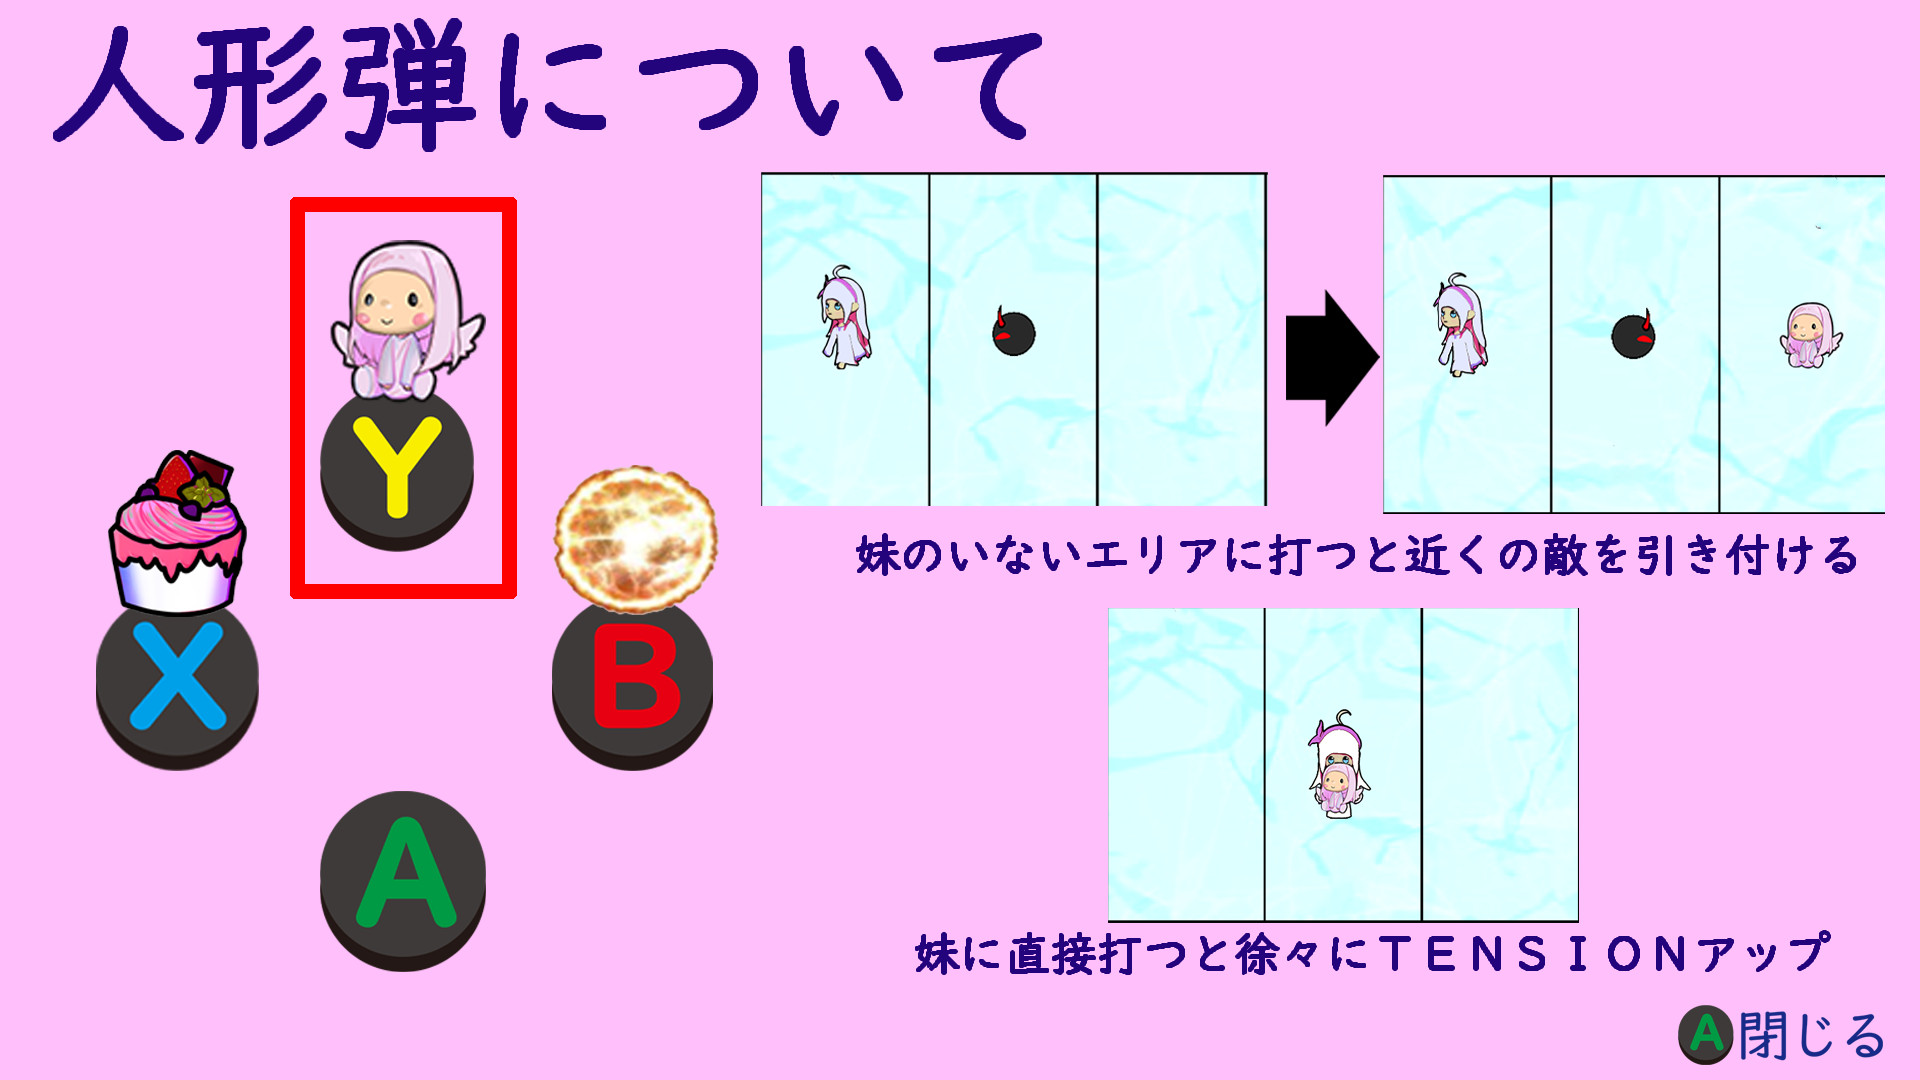 人形弾について
Y
X
B
A
妹のいないエリアに打つと近くの敵を引き付ける
妹に直接打つと徐々にＴＥＮＳＩＯＮアップ
A閉じる